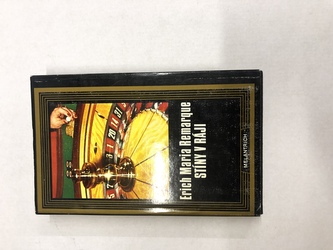 Erich Maria Remarque
STÍNY V RÁJI
MELANTRICH